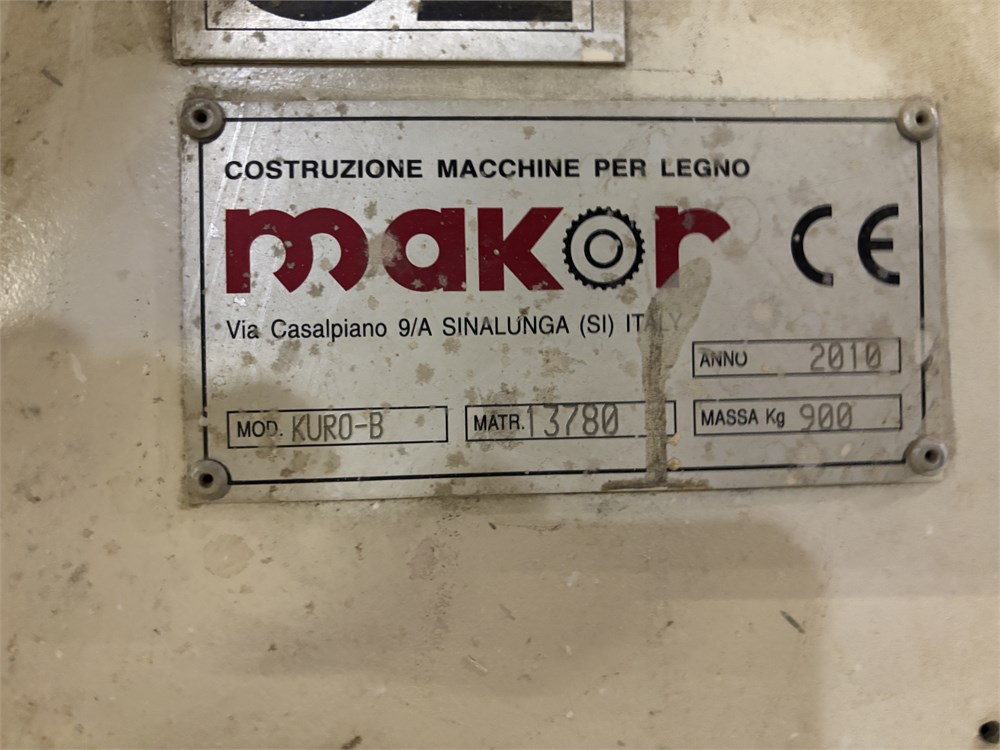 COSTRUZIONE MACCHINE PER LEGNO
makor CE
Via Casalpiano 9/A SINALUNGA (SI) ITALY
ANNO 2010
MOD. KURO-B MATR. 13780 MASSA Kg 900